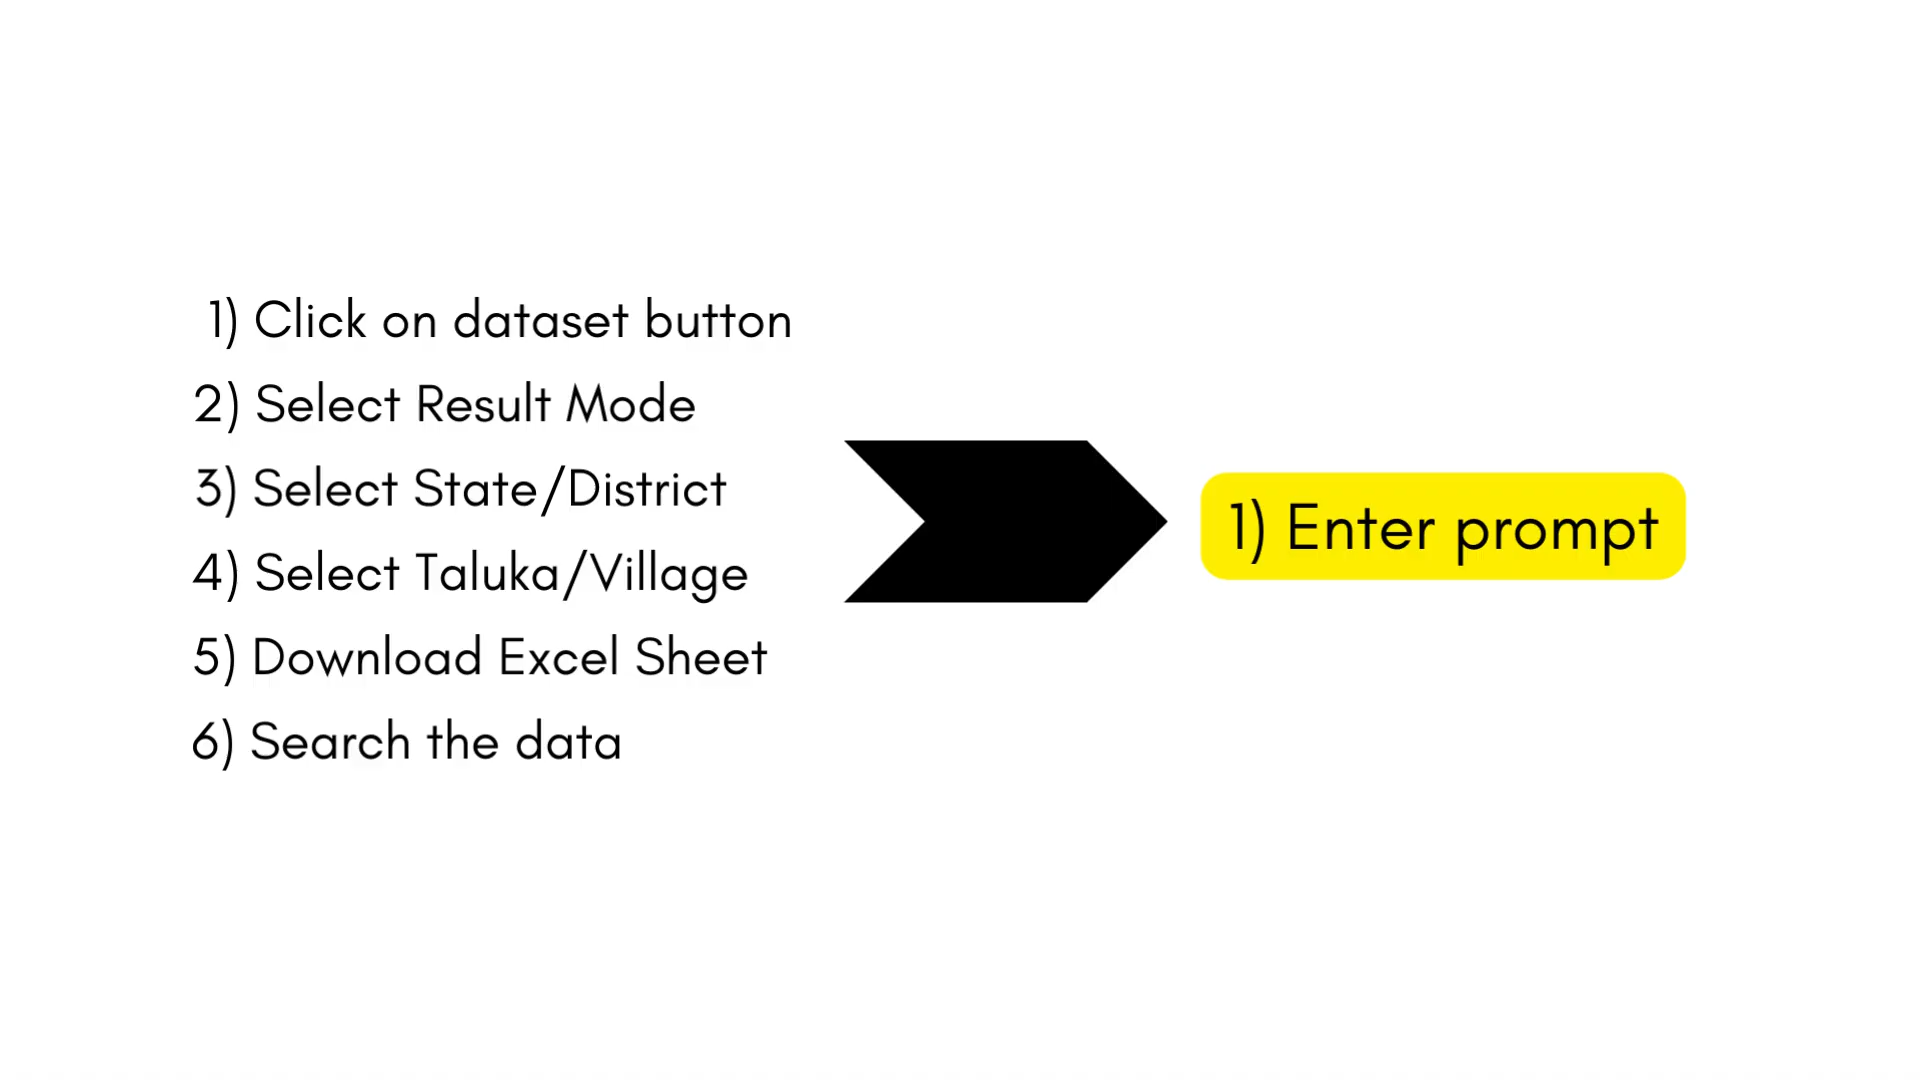 1) Click on dataset button
2) Select Result Mode
3) Select State/District
4) Select Taluka/Village
5) Download Excel Sheet
6) Search the data
1) Enter prompt